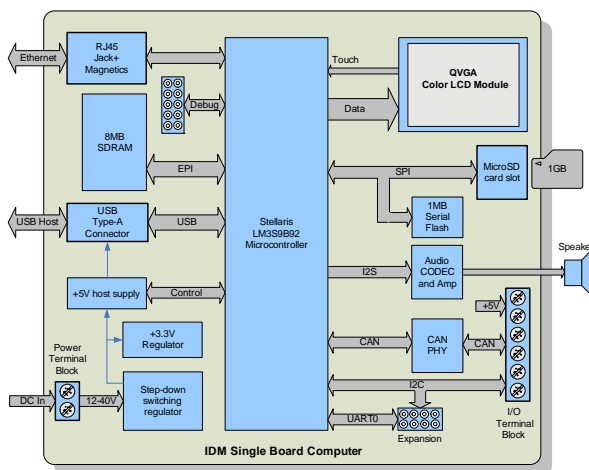 RJ45
Jack+
Magnetics
Ethernet
Debug
8MB
SDRAM
EPI
USB Host
USB
Type-A
Connector
USB
+5V host supply
Control
+3.3V
Regulator
Power
Terminal
Block
DC In
12-40V
Step-down
switching
regulator
Stellaris
LM3S9B92
Microcontroller
Touch
Data
QVGA
Color LCD Module
SPI
MicroSD
card slot
1GB
1MB
Serial
Flash
I2S
Audio
CODEC
and Amp
Speake
+5V
CAN
CAN
PHY
CAN
I2C
UART0
Expansion
I/O
Terminal
Block
IDM Single Board Computer